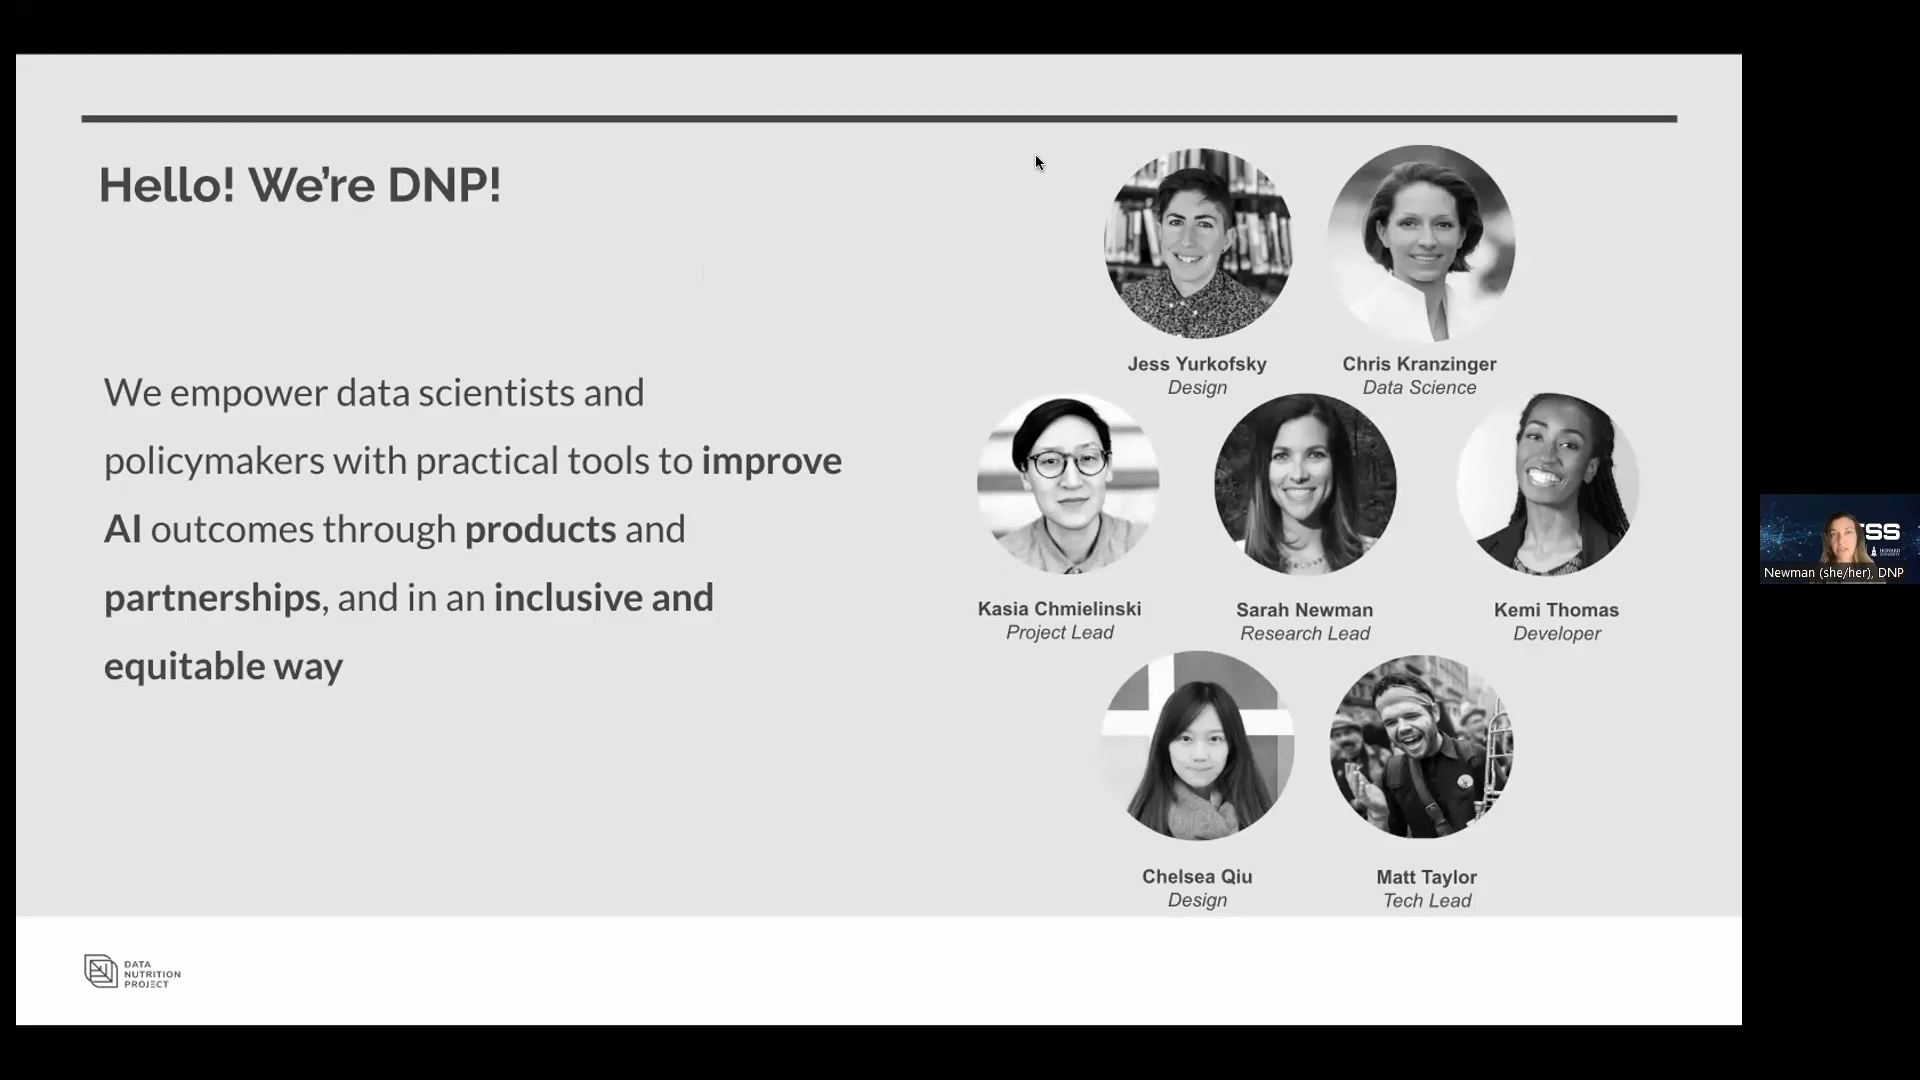 Hello! We're DNP!
We empower data scientists and
policymakers with practical tools to improve
AI outcomes through products and
partnerships, and in an inclusive and
equitable way
Jess Yurkofsky
Design
Chris Kranzinger
Data Science
Kasia Chmielinski
Project Lead
Sarah Newman
Research Lead
Kemi Thomas
Developer
Chelsea Qiu
Design
Matt Taylor
Tech Lead
DATA
NUTRITION
PROJECT
HOWARD
Newman (she/her), DNP